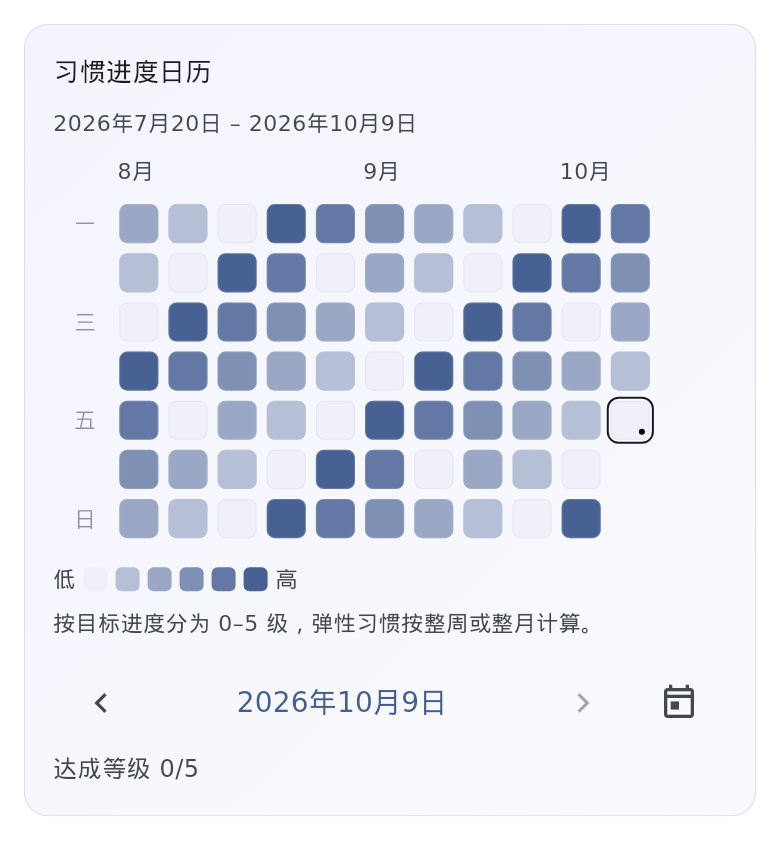 习惯进度日历
2026年7月20日 – 2026年10月9日
8月 9月 10月
一
三
五
日
低 高
按目标进度分为 0–5 级，弹性习惯按整周或整月计算。
2026年10月9日
达成等级 0/5